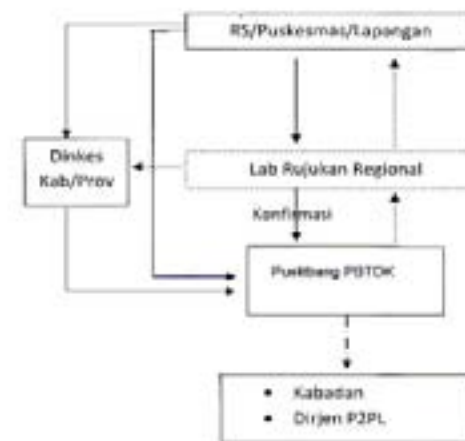 RS/Puskesmas/Lapangan
Dinkes
Kab/Prov
Lab Rujukan Regional
Konfirmasi
Puslitbang PBTDK
• Kabadan
• Dirjen P2PL